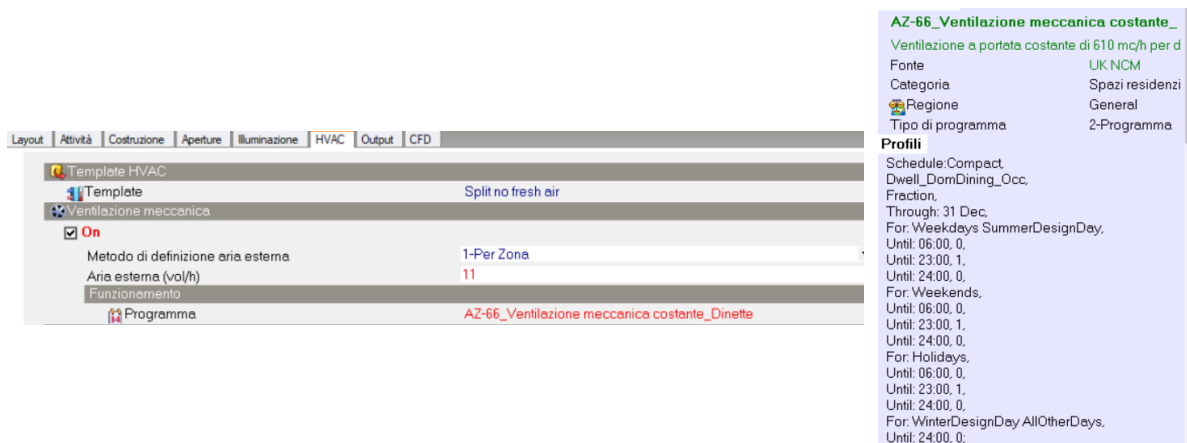 Layout Attività Costruzione Aperture Illuminazione HVAC Output CFD
Template HVAC
Template Split no fresh air
Ventilazione meccanica
On
Metodo di definizione aria esterna 1-Per Zona
Aria esterna (vol/h) 11
Funzionamento
Programma AZ-66_Ventilazione meccanica costante_Dinette
AZ-66_Ventilazione meccanica costante_
Ventilazione a portata costante di 610 mc/h per d
Fonte UK NCM
Categoria Spazi residenzi
Regione General
Tipo di programma 2-Programma
Profili
Schedule:Compact,
Dwell_DomDining_Occ,
Fraction,
Through: 31 Dec,
For: Weekdays SummerDesignDay,
Until: 06:00, 0,
Until: 23:00, 1,
Until: 24:00, 0,
For: Weekends,
Until: 06:00, 0,
Until: 23:00, 1,
Until: 24:00, 0,
For: Holidays,
Until: 06:00, 0,
Until: 23:00, 1,
Until: 24:00, 0,
For: WinterDesignDay AllOtherDays,
Until: 24:00, 0;